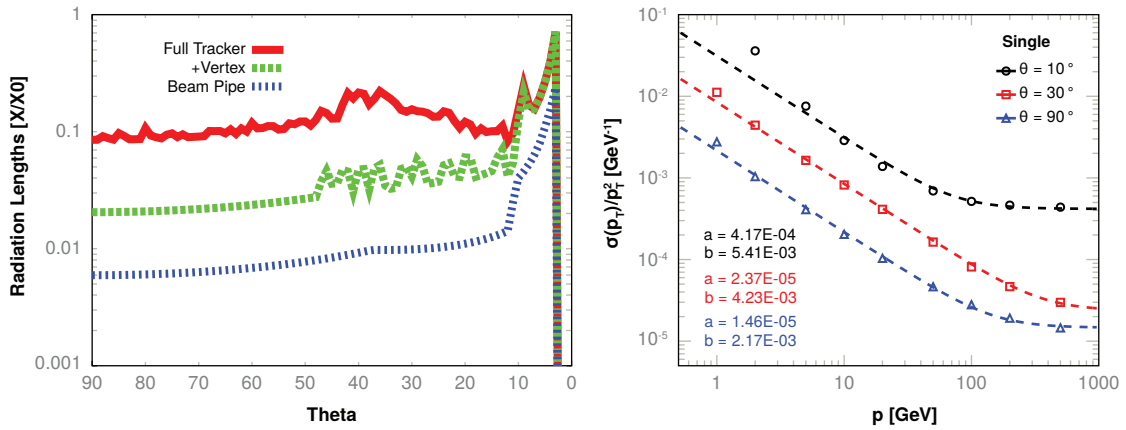 Radiation Lengths [X/X0]
1
0.1
0.01
0.001
Full Tracker
+Vertex
Beam Pipe
90 80 70 60 50 40 30 20 10 0
Theta
σ(p_T)/p_T^2 [GeV^-1]
10^-1
10^-2
10^-3
10^-4
10^-5
Single
θ = 10°
θ = 30°
θ = 90°
a = 4.17E-04
b = 5.41E-03
a = 2.37E-05
b = 4.23E-03
a = 1.46E-05
b = 2.17E-03
1 10 100 1000
p [GeV]